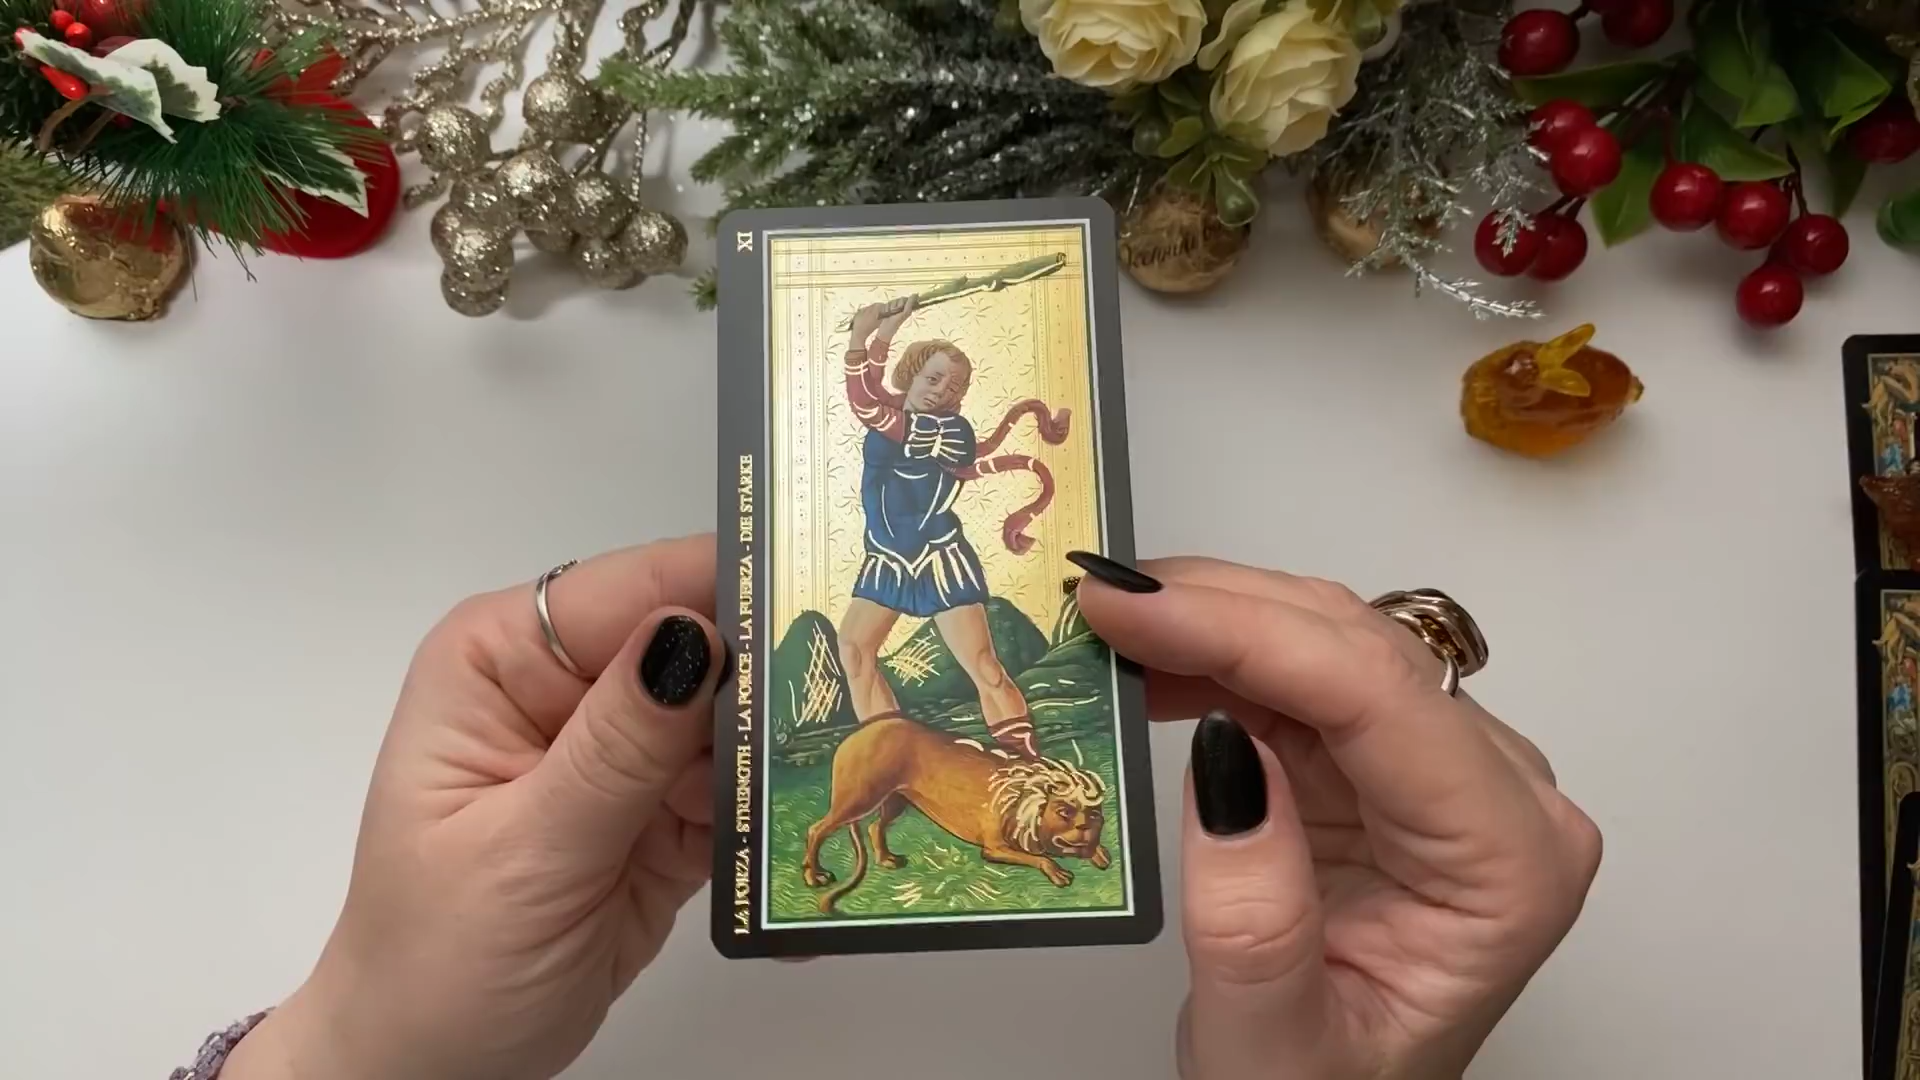 XI
LA FORZA - STRENGTH - LA FORCE - LA FUERZA - DIE STÄRKE